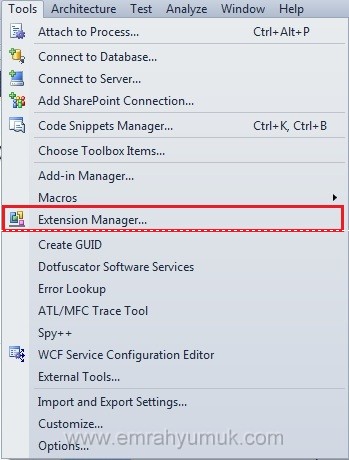 Tools Architecture Test Analyze Window Help
Attach to Process... Ctrl+Alt+P
Connect to Database...
Connect to Server...
Add SharePoint Connection...
Code Snippets Manager... Ctrl+K, Ctrl+B
Choose Toolbox Items...
Add-in Manager...
Macros
Extension Manager...
Create GUID
Dotfuscator Software Services
Error Lookup
ATL/MFC Trace Tool
Spy++
WCF Service Configuration Editor
External Tools...
Import and Export Settings...
Customize...
Options...
www.emrahyumuk.com